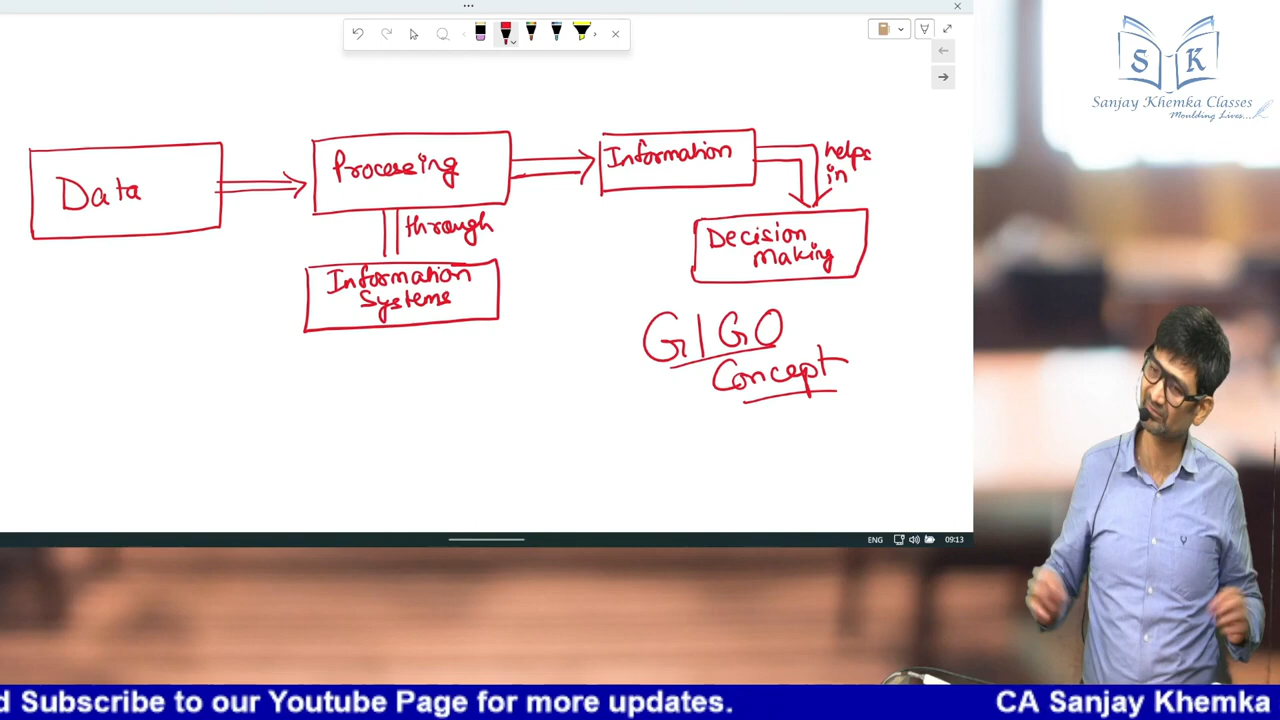 S K
Sanjay Khemka Classes
Moulding Lives...
Data
Processing
Information
helps
in
through
Decision
Making
Information
Systems
GIGO
Concept
ENG
09:13
d Subscribe to our Youtube Page for more updates.
CA Sanjay Khemka